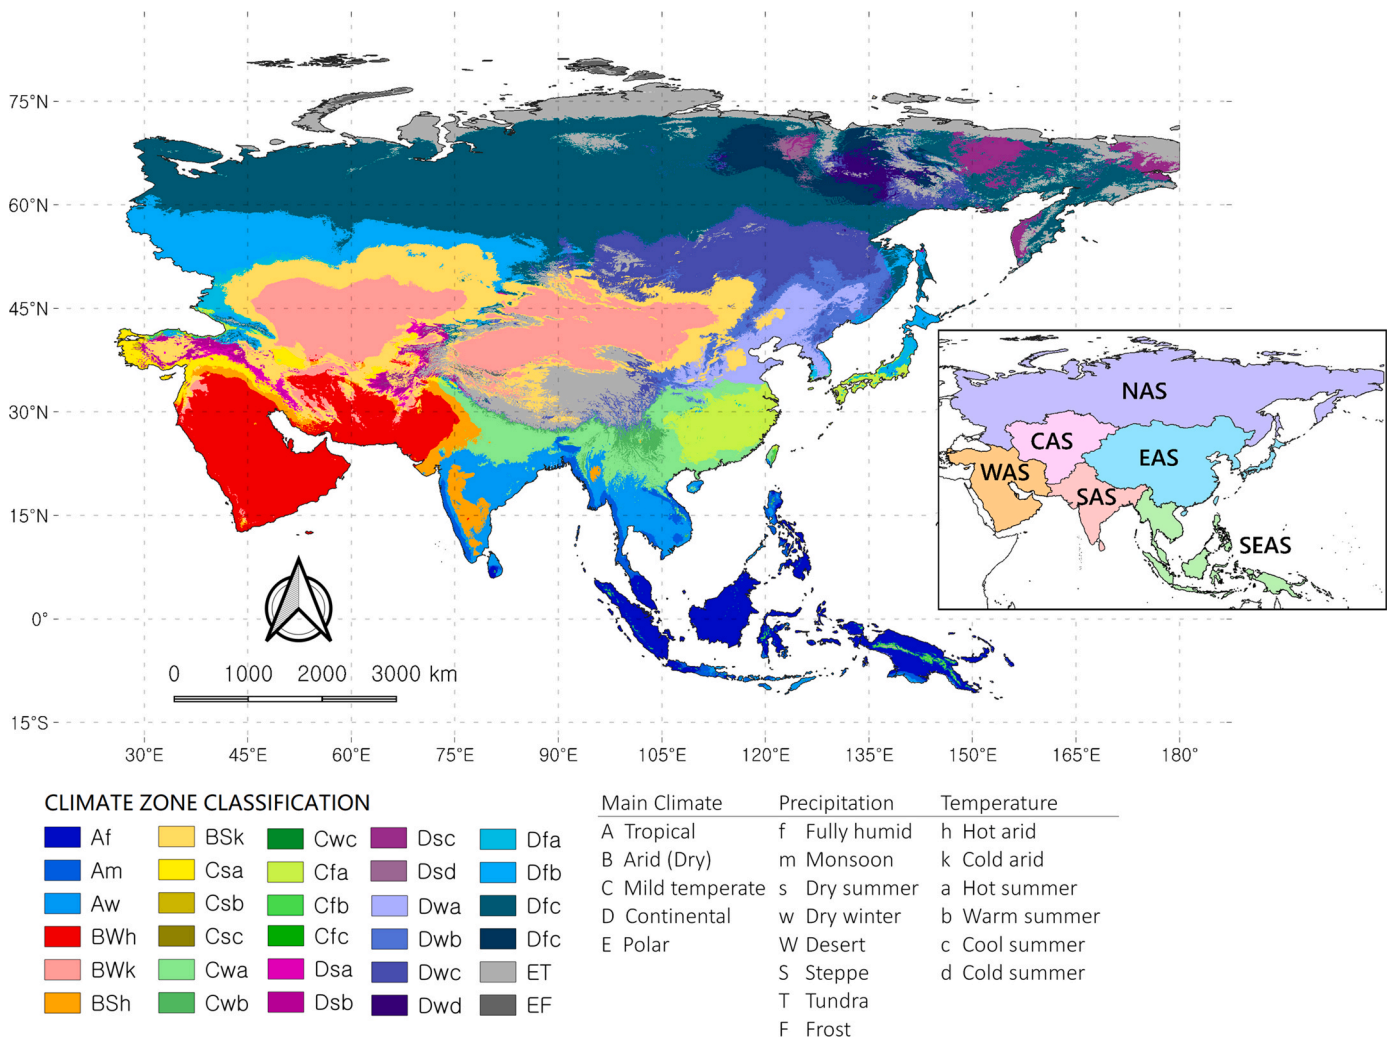 75°N
60°N
45°N
30°N
15°N
0°
15°S
NAS
CAS
EAS
WAS
SAS
SEAS
0 1000 2000 3000 km
30°E 45°E 60°E 75°E 90°E 105°E 120°E 135°E 150°E 165°E 180°
CLIMATE ZONE CLASSIFICATION
Af BSk Cwc Dsc Dfa
Am Csa Cfa Dsd Dfb
Aw Csb Cfb Dwa Dfc
BWh Csc Cfc Dwb Dfc
BWk Cwa Dsa Dwc ET
BSh Cwb Dsb Dwd EF
Main Climate Precipitation Temperature
A Tropical f Fully humid h Hot arid
B Arid (Dry) m Monsoon k Cold arid
C Mild temperate s Dry summer a Hot summer
D Continental w Dry winter b Warm summer
E Polar W Desert c Cool summer
S Steppe d Cold summer
T Tundra
F Frost